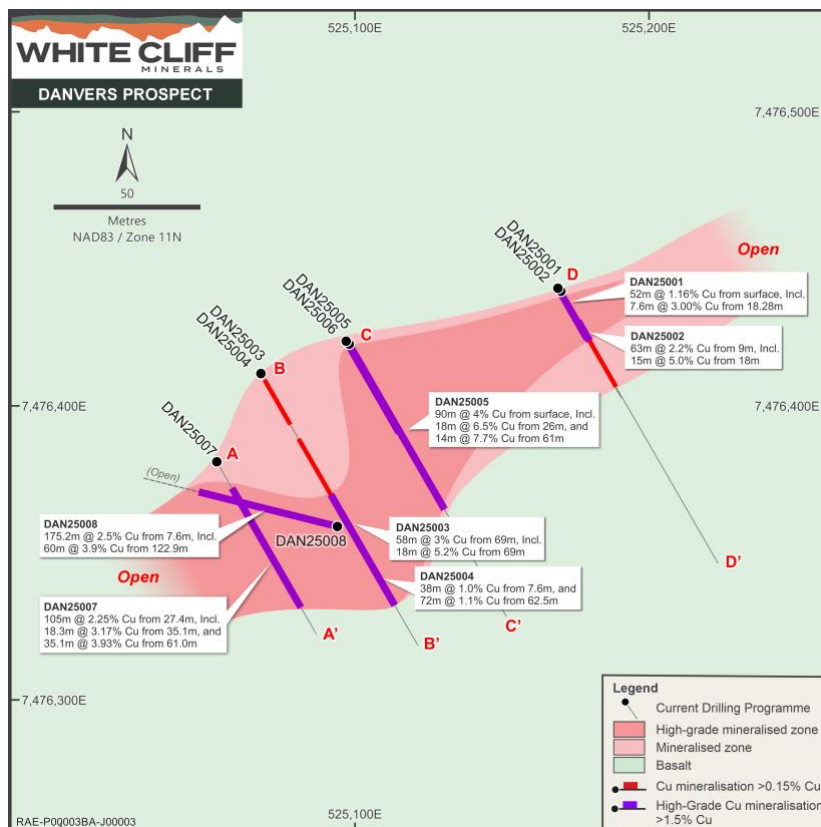 WHITE CLIFF
MINERALS
DANVERS PROSPECT
525,100E
525,200E
7,476,500E
N
50
Metres
NAD83 / Zone 11N
Open
DAN25001
DAN25002
D
DAN25001
52m @ 1.16% Cu from surface, Incl.
7.6m @ 3.00% Cu from 18.28m
DAN25002
63m @ 2.2% Cu from 9m, Incl.
15m @ 5.0% Cu from 18m
DAN25005
DAN25006
C
DAN25003
DAN25004
B
7,476,400E
7,476,400E
DAN25005
90m @ 4% Cu from surface, Incl.
18m @ 6.5% Cu from 26m, and
14m @ 7.7% Cu from 61m
DAN25007
A
(Open)
DAN25008
175.2m @ 2.5% Cu from 7.6m, Incl.
60m @ 3.9% Cu from 122.9m
DAN25008
DAN25003
58m @ 3% Cu from 69m, Incl.
18m @ 5.2% Cu from 69m
Open
DAN25004
38m @ 1.0% Cu from 7.6m, and
72m @ 1.1% Cu from 62.5m
DAN25007
105m @ 2.25% Cu from 27.4m, Incl.
18.3m @ 3.17% Cu from 35.1m, and
35.1m @ 3.93% Cu from 61.0m
A'
B'
C'
D'
7,476,300E
Legend
Current Drilling Programme
High-grade mineralised zone
Mineralised zone
Basalt
Cu mineralisation >0.15% Cu
High-Grade Cu mineralisation
>1.5% Cu
RAE-P00003BA-J00003
525,100E
525,200E